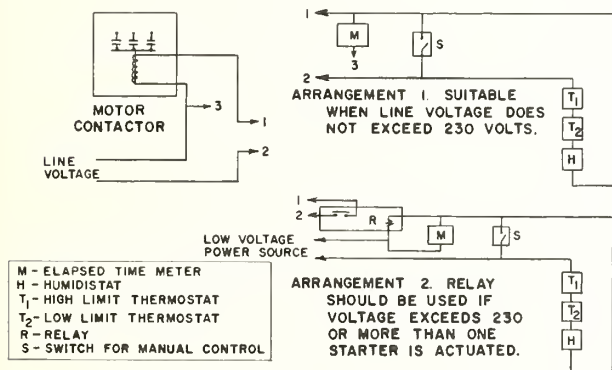 MOTOR
CONTACTOR
LINE
VOLTAGE
3
1
2
1
M
3
S
2
T1
T2
H
ARRANGEMENT 1. SUITABLE
WHEN LINE VOLTAGE DOES
NOT EXCEED 230 VOLTS.
1
2
R
M
S
LOW VOLTAGE
POWER SOURCE
T1
T2
H
ARRANGEMENT 2. RELAY
SHOULD BE USED IF
VOLTAGE EXCEEDS 230
OR MORE THAN ONE
STARTER IS ACTUATED.
M - ELAPSED TIME METER
H - HUMIDISTAT
T1 - HIGH LIMIT THERMOSTAT
T2 - LOW LIMIT THERMOSTAT
R - RELAY
S - SWITCH FOR MANUAL CONTROL